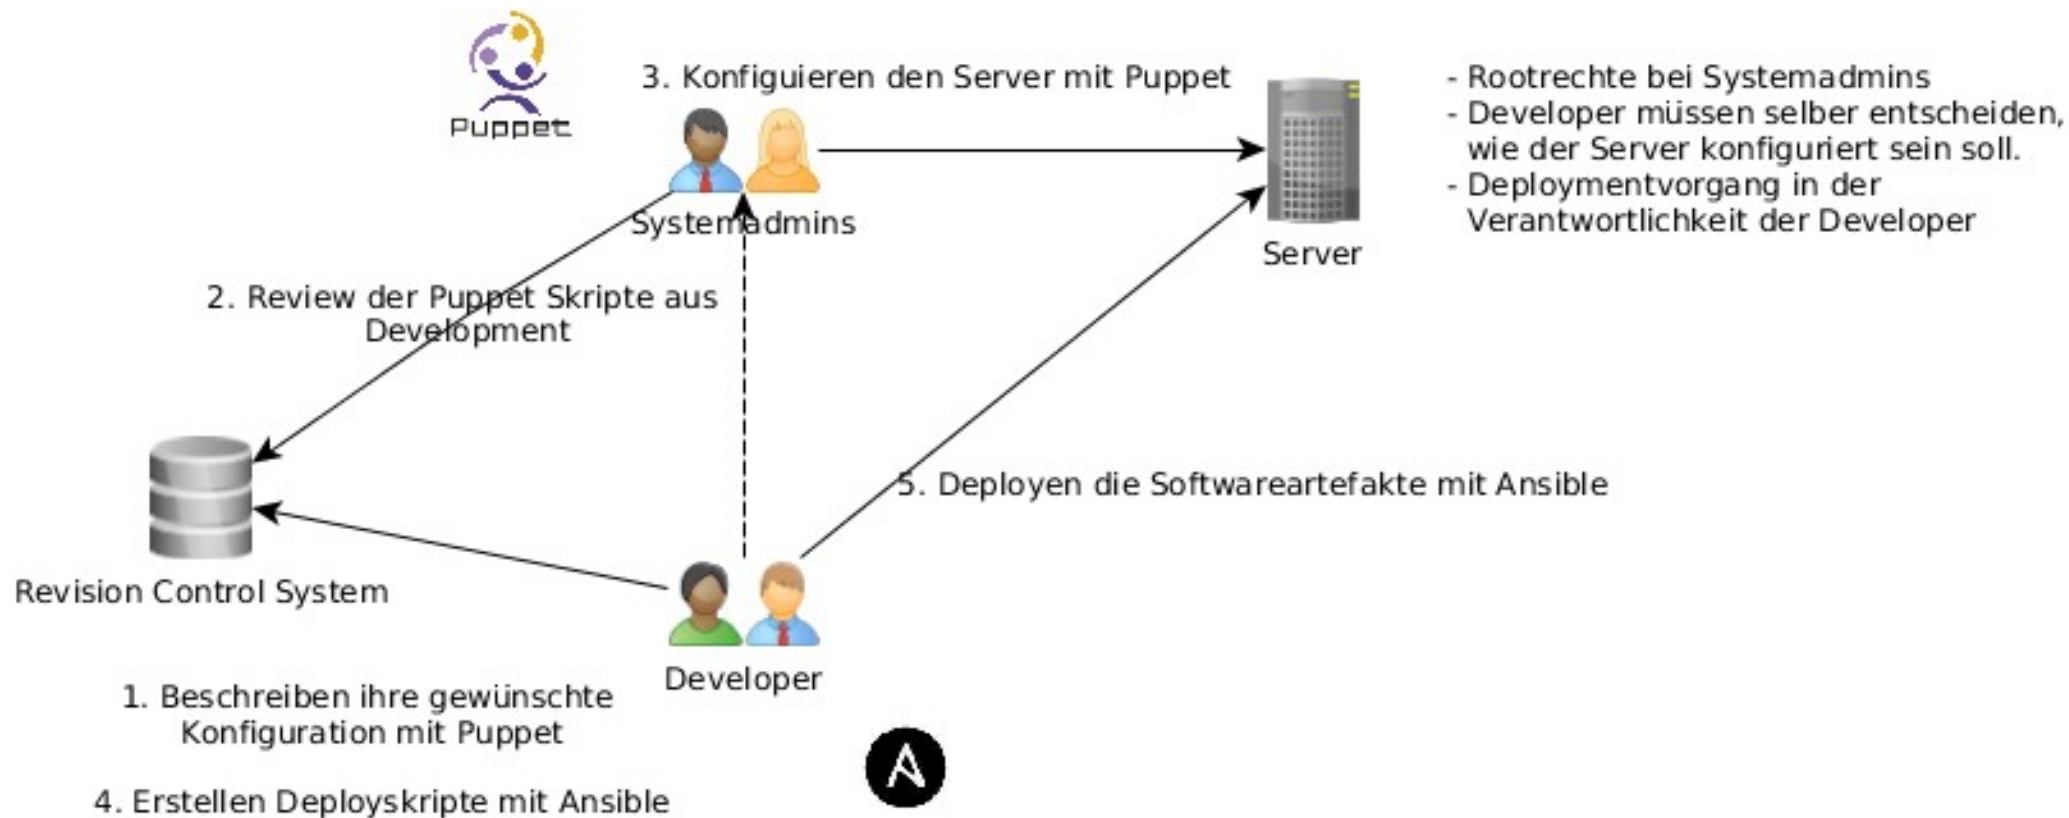 Puppet
3. Konfiguieren den Server mit Puppet
- Rootrechte bei Systemadmins
- Developer müssen selber entscheiden,
wie der Server konfiguriert sein soll.
- Deploymentvorgang in der
Verantwortlichkeit der Developer
Systemadmins
Server
2. Review der Puppet Skripte aus
Development
5. Deployen die Softwareartefakte mit Ansible
Revision Control System
Developer
1. Beschreiben ihre gewünschte
Konfiguration mit Puppet
A
4. Erstellen Deployskripte mit Ansible